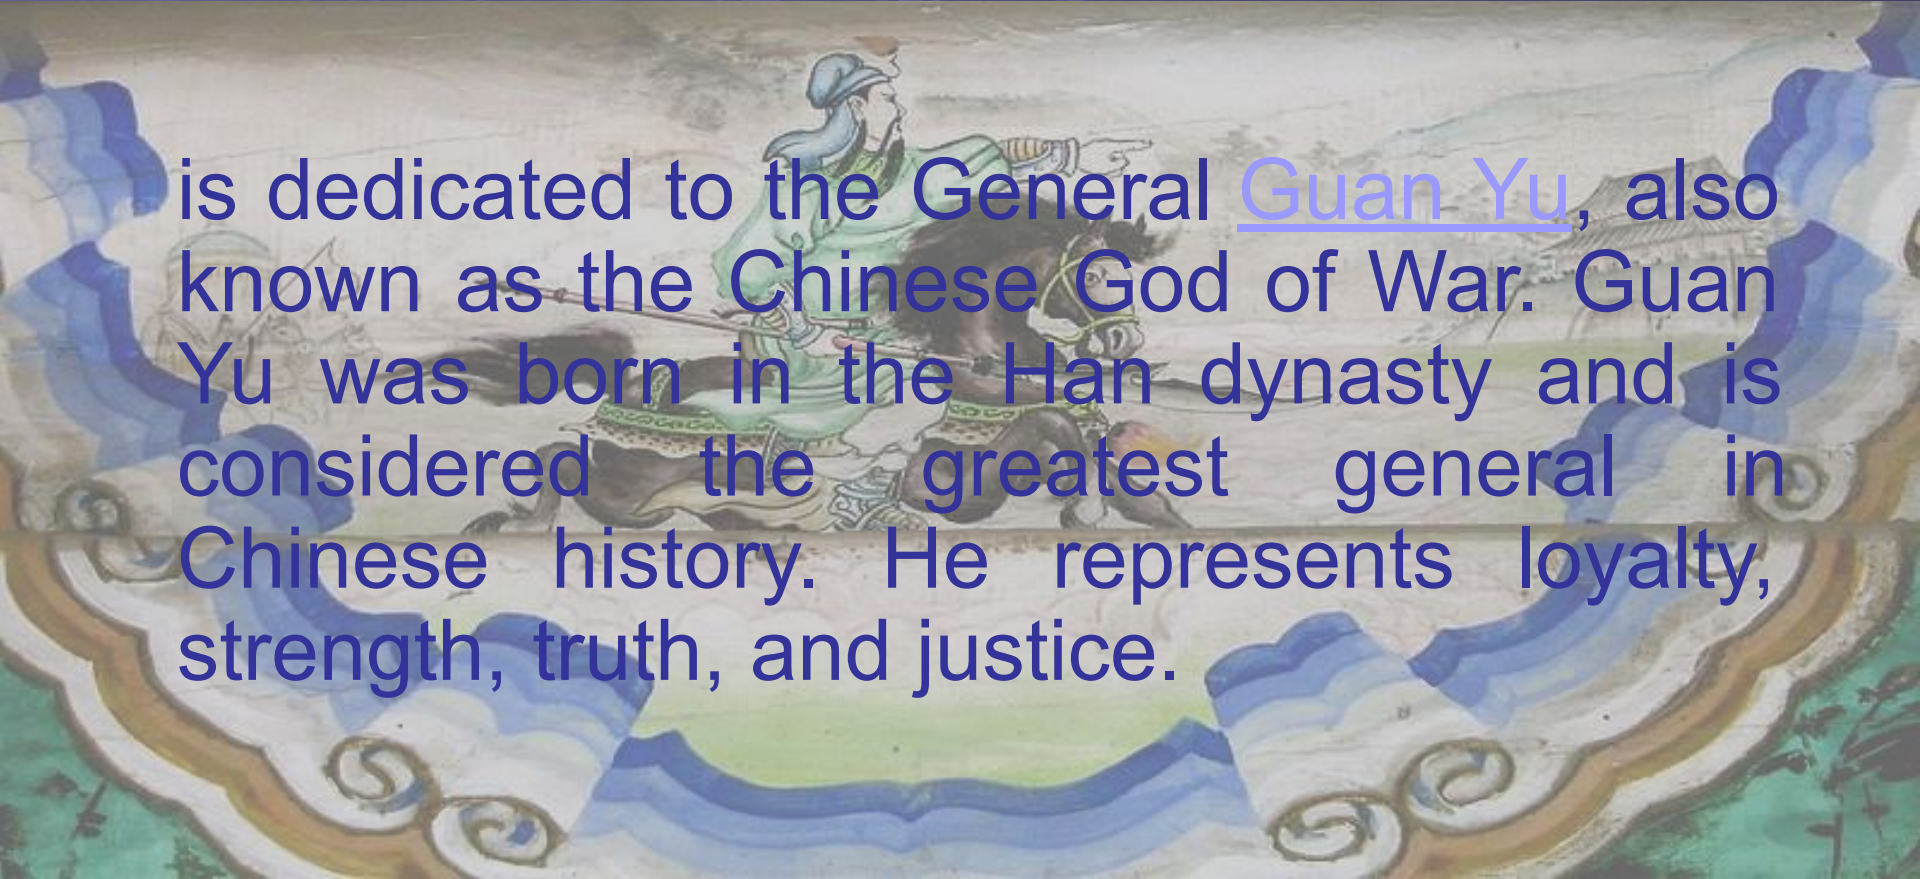 is dedicated to the General Guan Yu, also
known as the Chinese God of War. Guan
Yu was born in the Han dynasty and is
considered the greatest general in
Chinese history. He represents loyalty,
strength, truth, and justice.